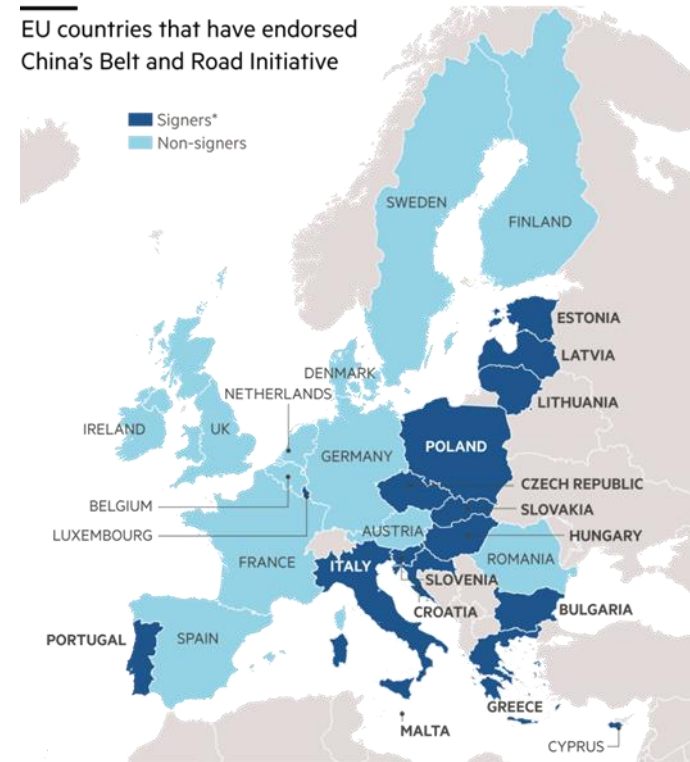 EU countries that have endorsed
China's Belt and Road Initiative
Signers*
Non-signers
SWEDEN
FINLAND
ESTONIA
LATVIA
LITHUANIA
DENMARK
NETHERLANDS
IRELAND
UK
GERMANY
POLAND
BELGIUM
CZECH REPUBLIC
SLOVAKIA
LUXEMBOURG
AUSTRIA
HUNGARY
FRANCE
ITALY
ROMANIA
SLOVENIA
CROATIA
BULGARIA
PORTUGAL
SPAIN
GREECE
MALTA
CYPRUS